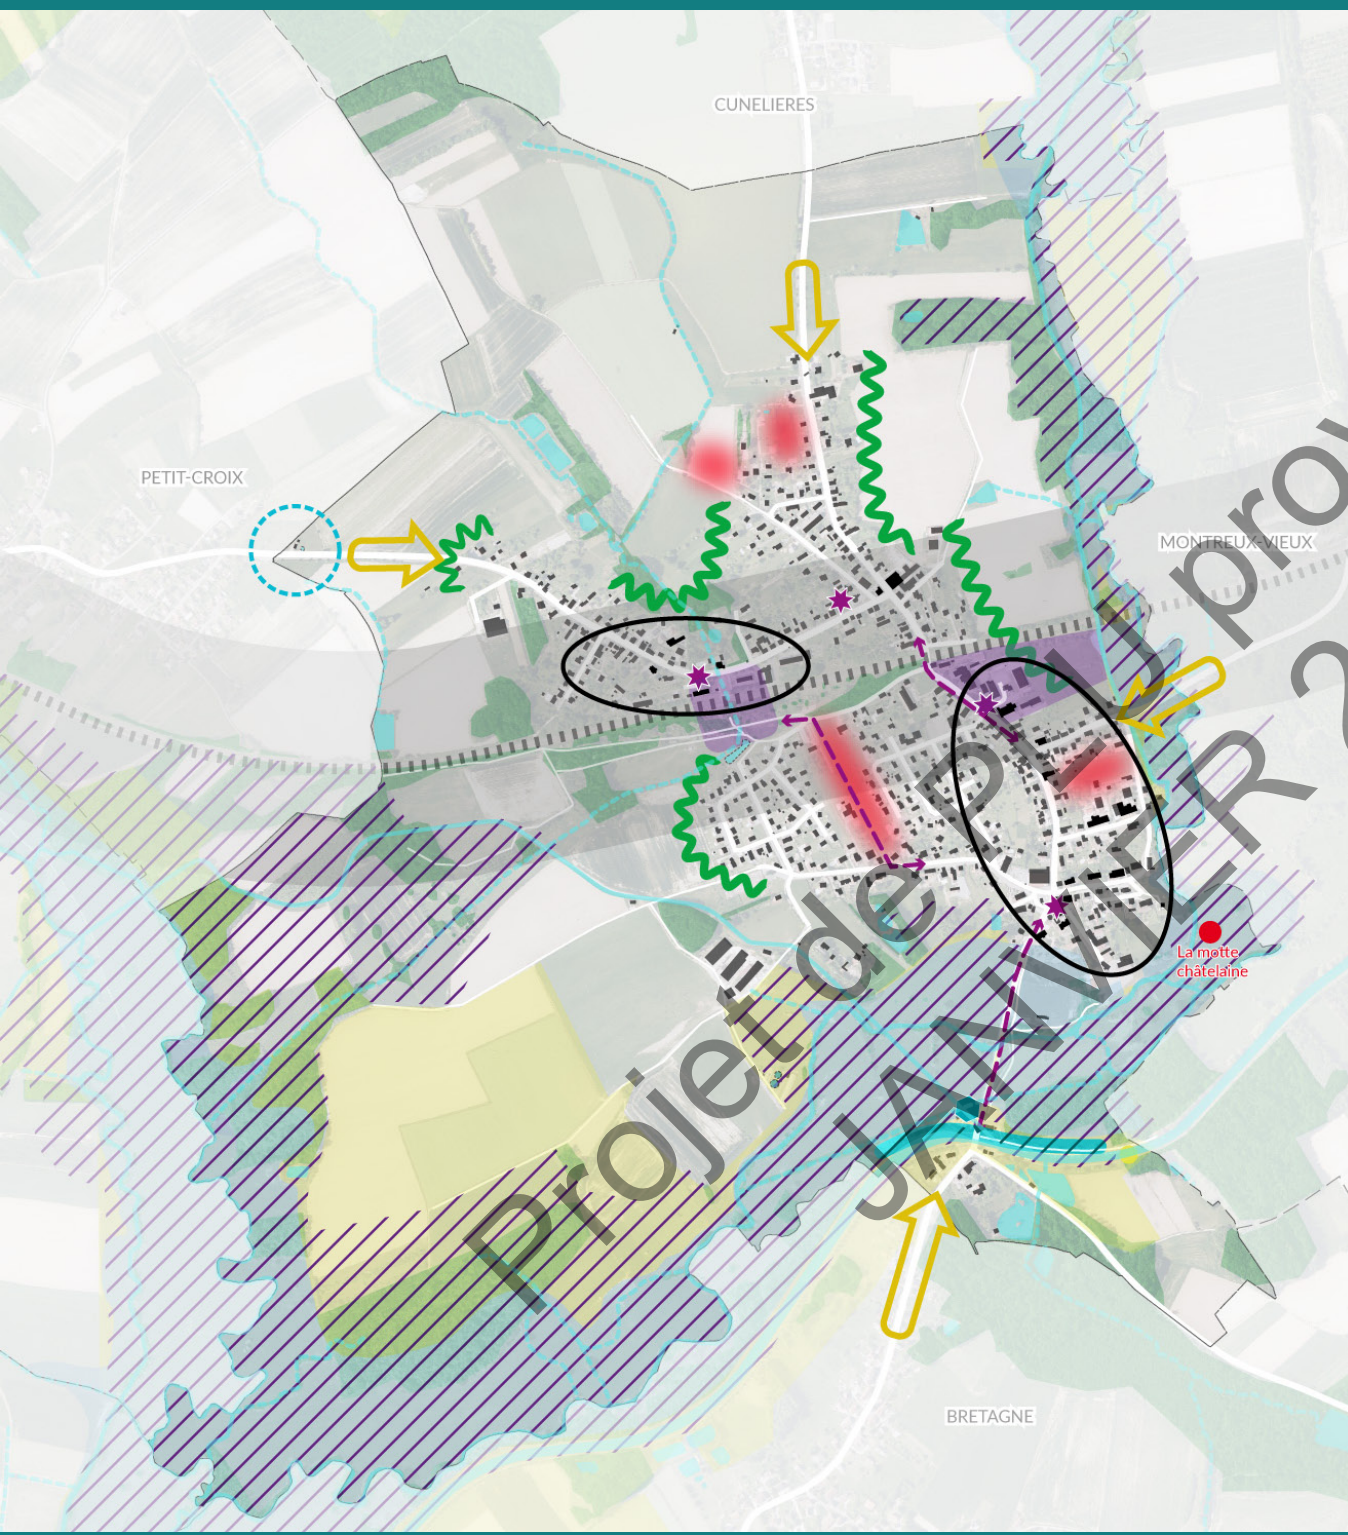 CUNELIERES
PETIT-CROIX
MONTREUX-VIEUX
La motte
châtelaine
BRETAGNE
Projet de PLU
JANVIER 2